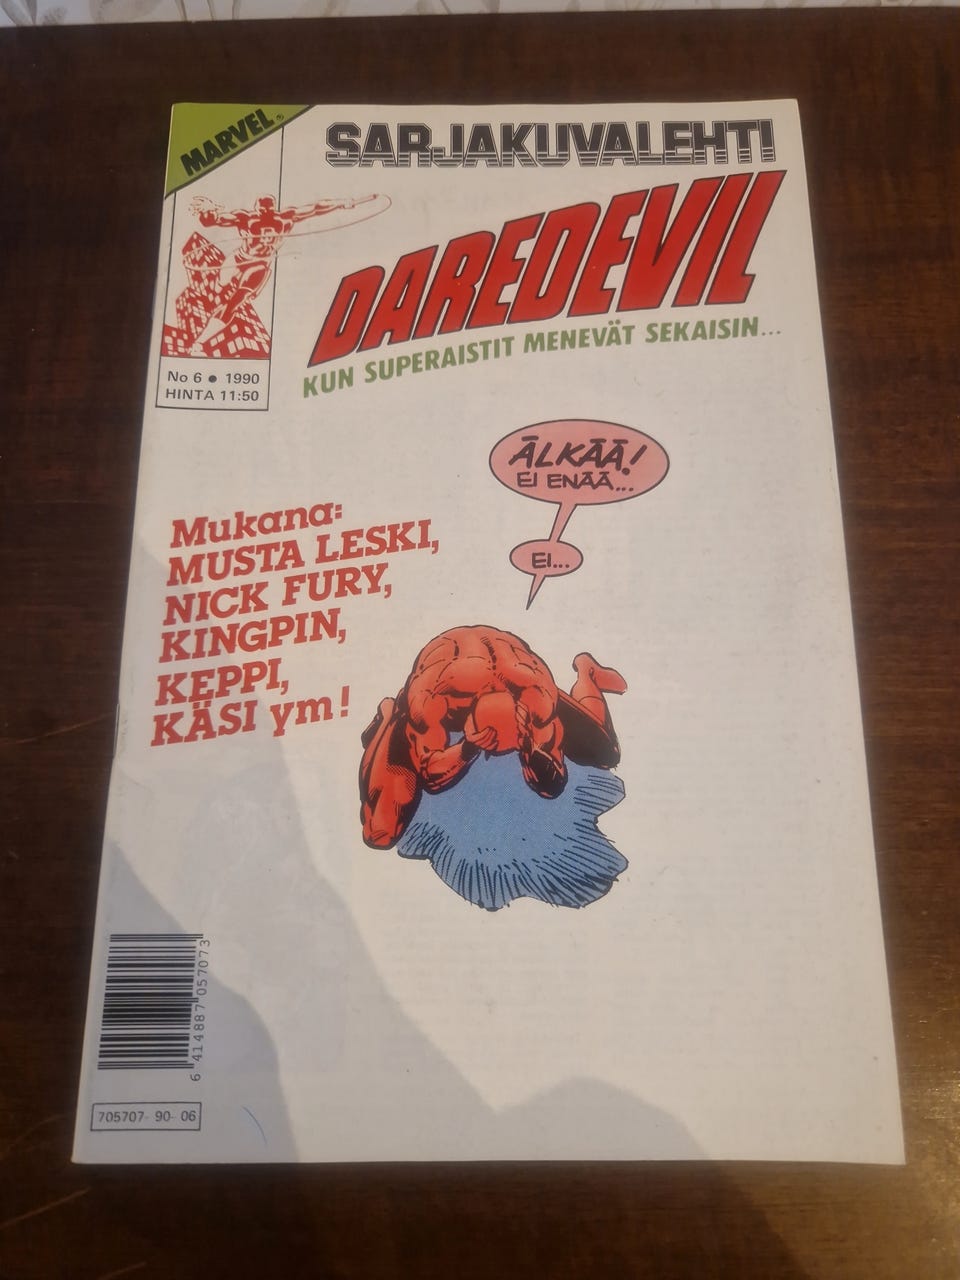 MARVEL®
SARJAKUVALEHTI
DAREDEVIL
KUN SUPERAISTIT MENEVÄT SEKAISIN...
No 6 ● 1990
HINTA 11:50
ÄLKÄÄ!
EI ENÄÄ...
EI...
Mukana:
MUSTA LESKI,
NICK FURY,
KINGPIN,
KEPPI,
KÄSI ym!
6 414887 057073
705707- 90- 06